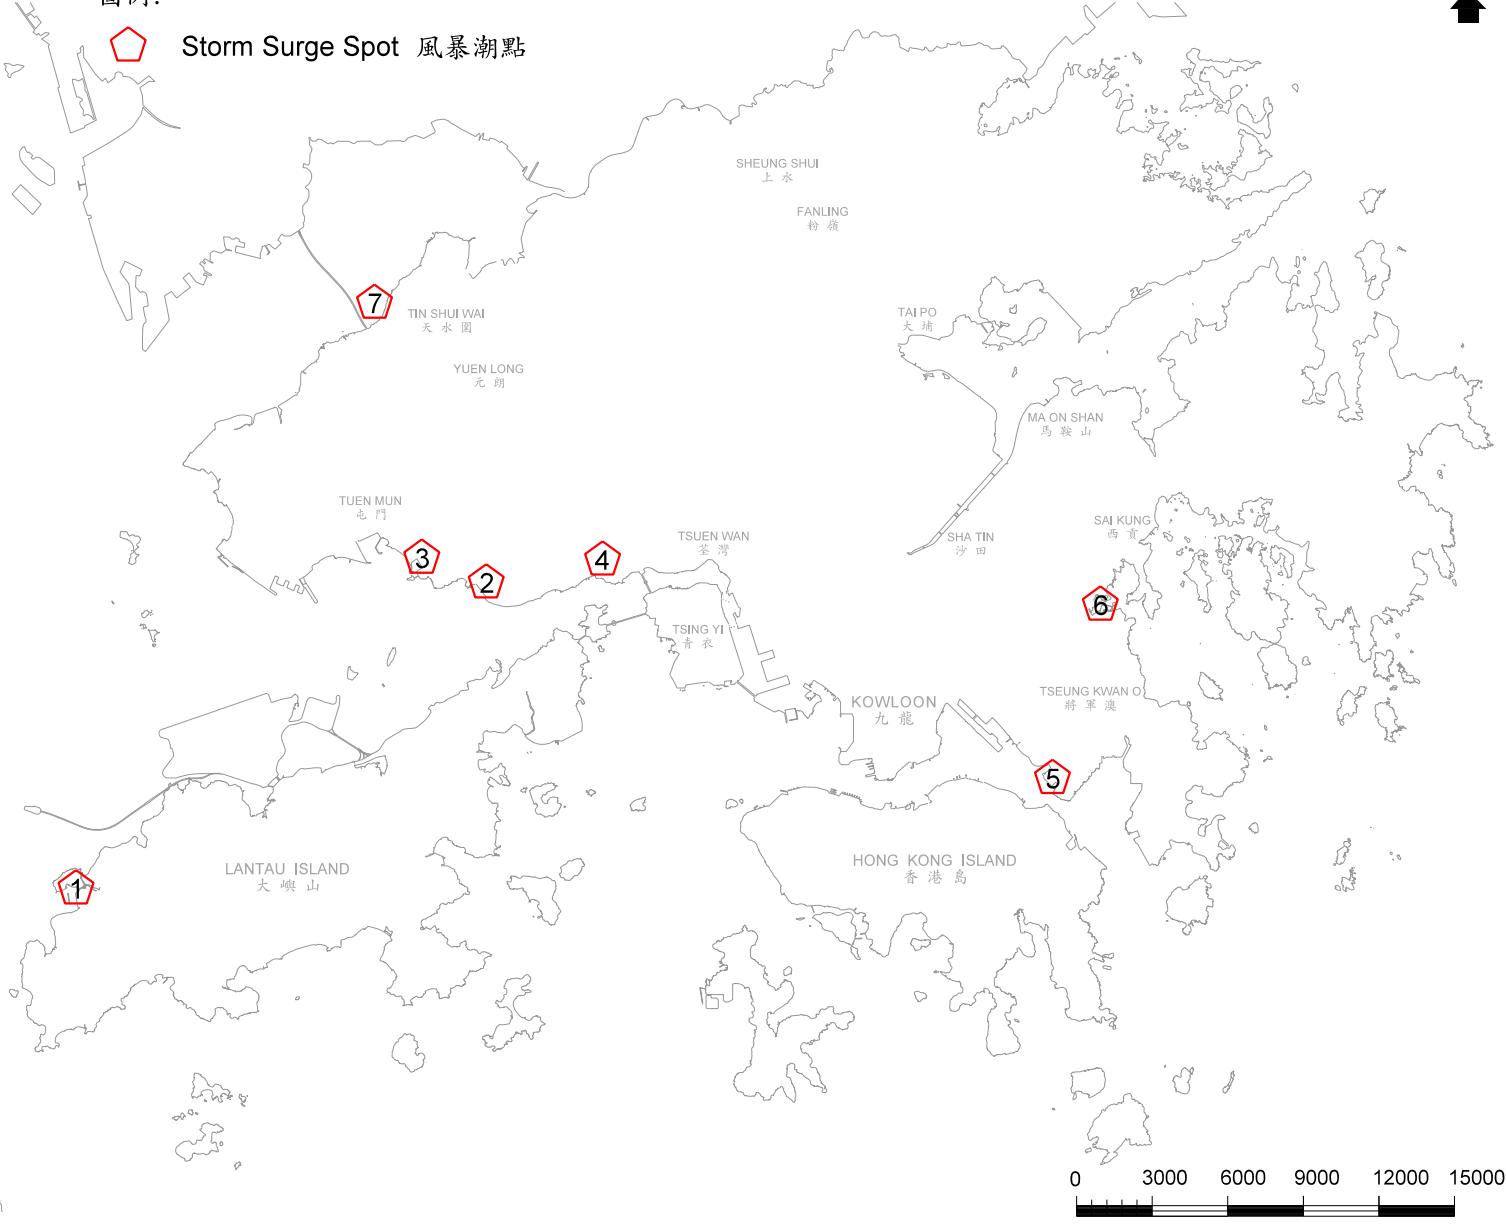 圖例:
Storm Surge Spot 風暴潮點
SHEUNG SHUI
上水
FANLING
粉嶺
7
TIN SHUI WAI
天水圍
TAI PO
大埔
YUEN LONG
元朗
MA ON SHAN
馬鞍山
TUEN MUN
屯門
SAI KUNG
西貢
TSUEN WAN
荃灣
SHA TIN
沙田
3
4
2
6
TSING YI
青衣
TSEUNG KWAN O
將軍澳
KOWLOON
九龍
5
LANTAU ISLAND
大嶼山
HONG KONG ISLAND
香港島
1
0 3000 6000 9000 12000 15000